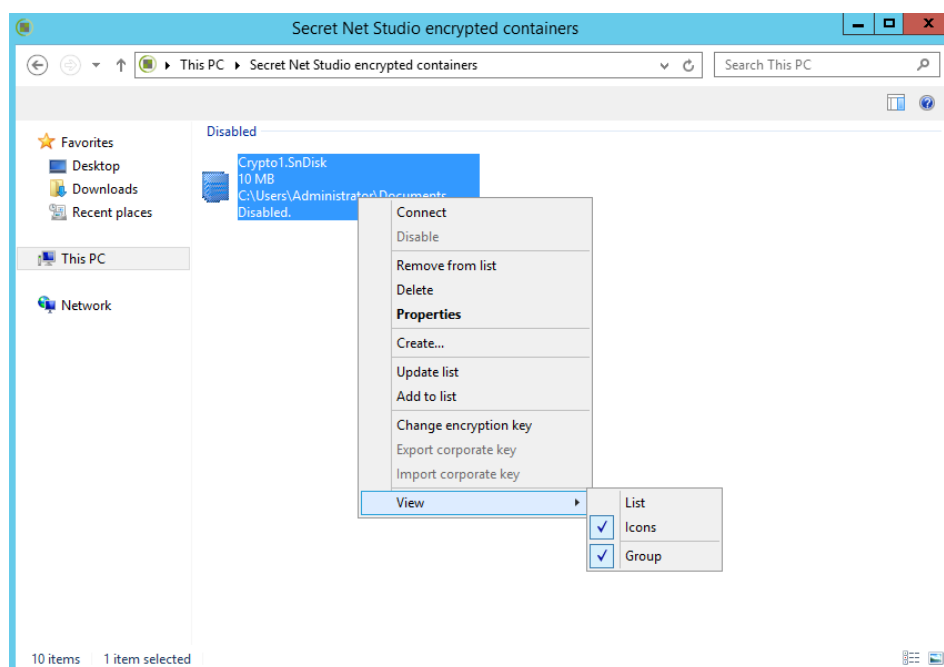 Secret Net Studio encrypted containers
This PC Secret Net Studio encrypted containers
Search This PC
Favorites
Desktop
Downloads
Recent places
This PC
Network
Disabled
Crypto1.SnDisk
10 MB
C:\Users\Administrator\Documents
Disabled.
Connect
Disable
Remove from list
Delete
Properties
Create...
Update list
Add to list
Change encryption key
Export corporate key
Import corporate key
View
List
Icons
Group
10 items 1 item selected